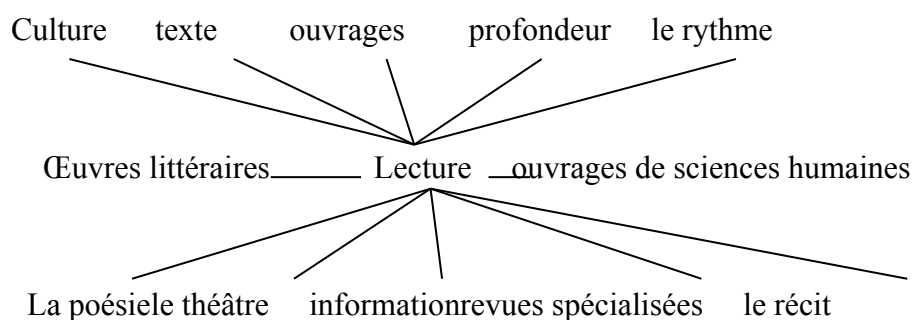 Culture texte ouvrages profondeur le rythme
Œuvres littéraires Lecture ouvrages de sciences humaines
La poésiele théâtre informationrevues spécialisées le récit